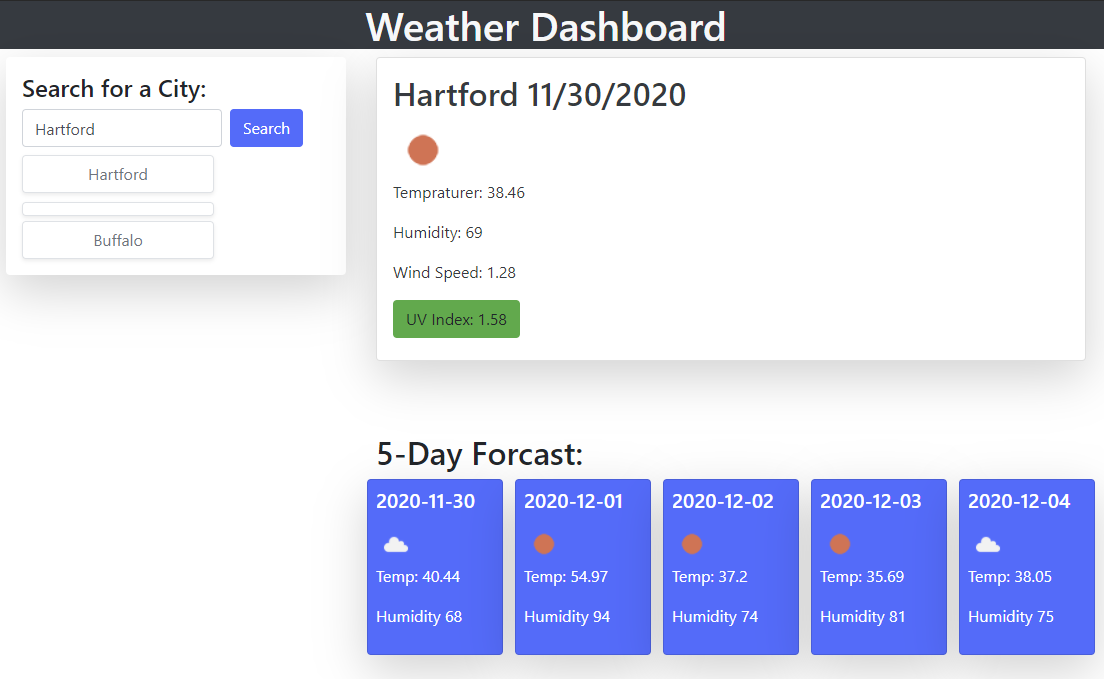 Weather Dashboard
Search for a City:
Hartford
Search
Hartford
Buffalo
Hartford 11/30/2020
Tempraturer: 38.46
Humidity: 69
Wind Speed: 1.28
UV Index: 1.58
5-Day Forcast:
2020-11-30
Temp: 40.44
Humidity 68
2020-12-01
Temp: 54.97
Humidity 94
2020-12-02
Temp: 37.2
Humidity 74
2020-12-03
Temp: 35.69
Humidity 81
2020-12-04
Temp: 38.05
Humidity 75